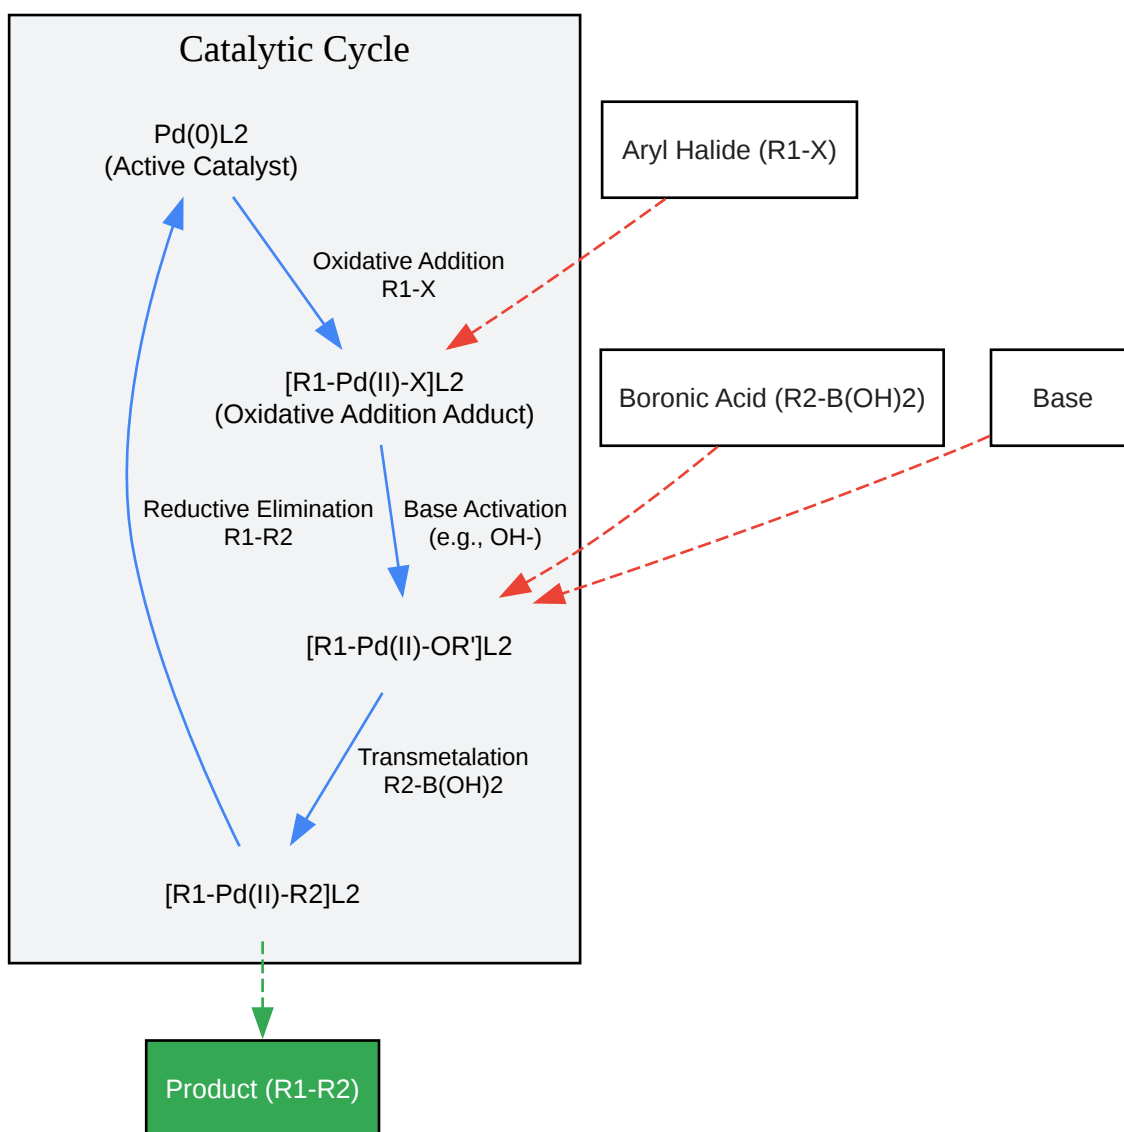 Catalytic Cycle
Pd(0)L2
(Active Catalyst)
Aryl Halide (R1-X)
Oxidative Addition
R1-X
[R1-Pd(II)-X]L2
(Oxidative Addition Adduct)
Boronic Acid (R2-B(OH)2)
Base
Reductive Elimination
R1-R2
Base Activation
(e.g., OH-)
[R1-Pd(II)-OR']L2
Transmetalation
R2-B(OH)2
[R1-Pd(II)-R2]L2
Product (R1-R2)